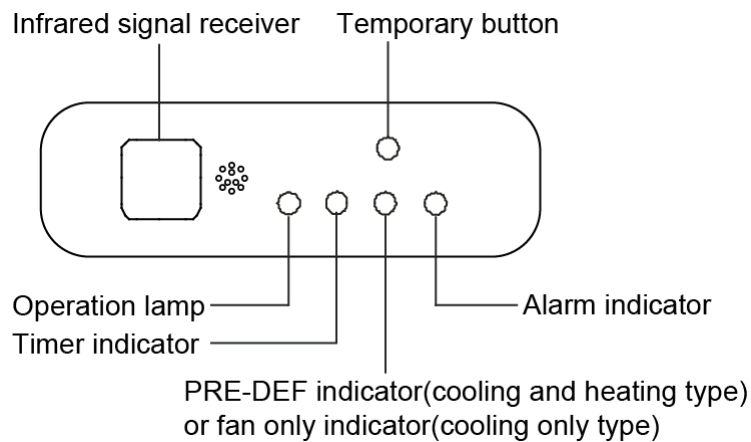 Infrared signal receiver
Temporary button
Operation lamp
Alarm indicator
Timer indicator
PRE-DEF indicator(cooling and heating type)
or fan only indicator(cooling only type)